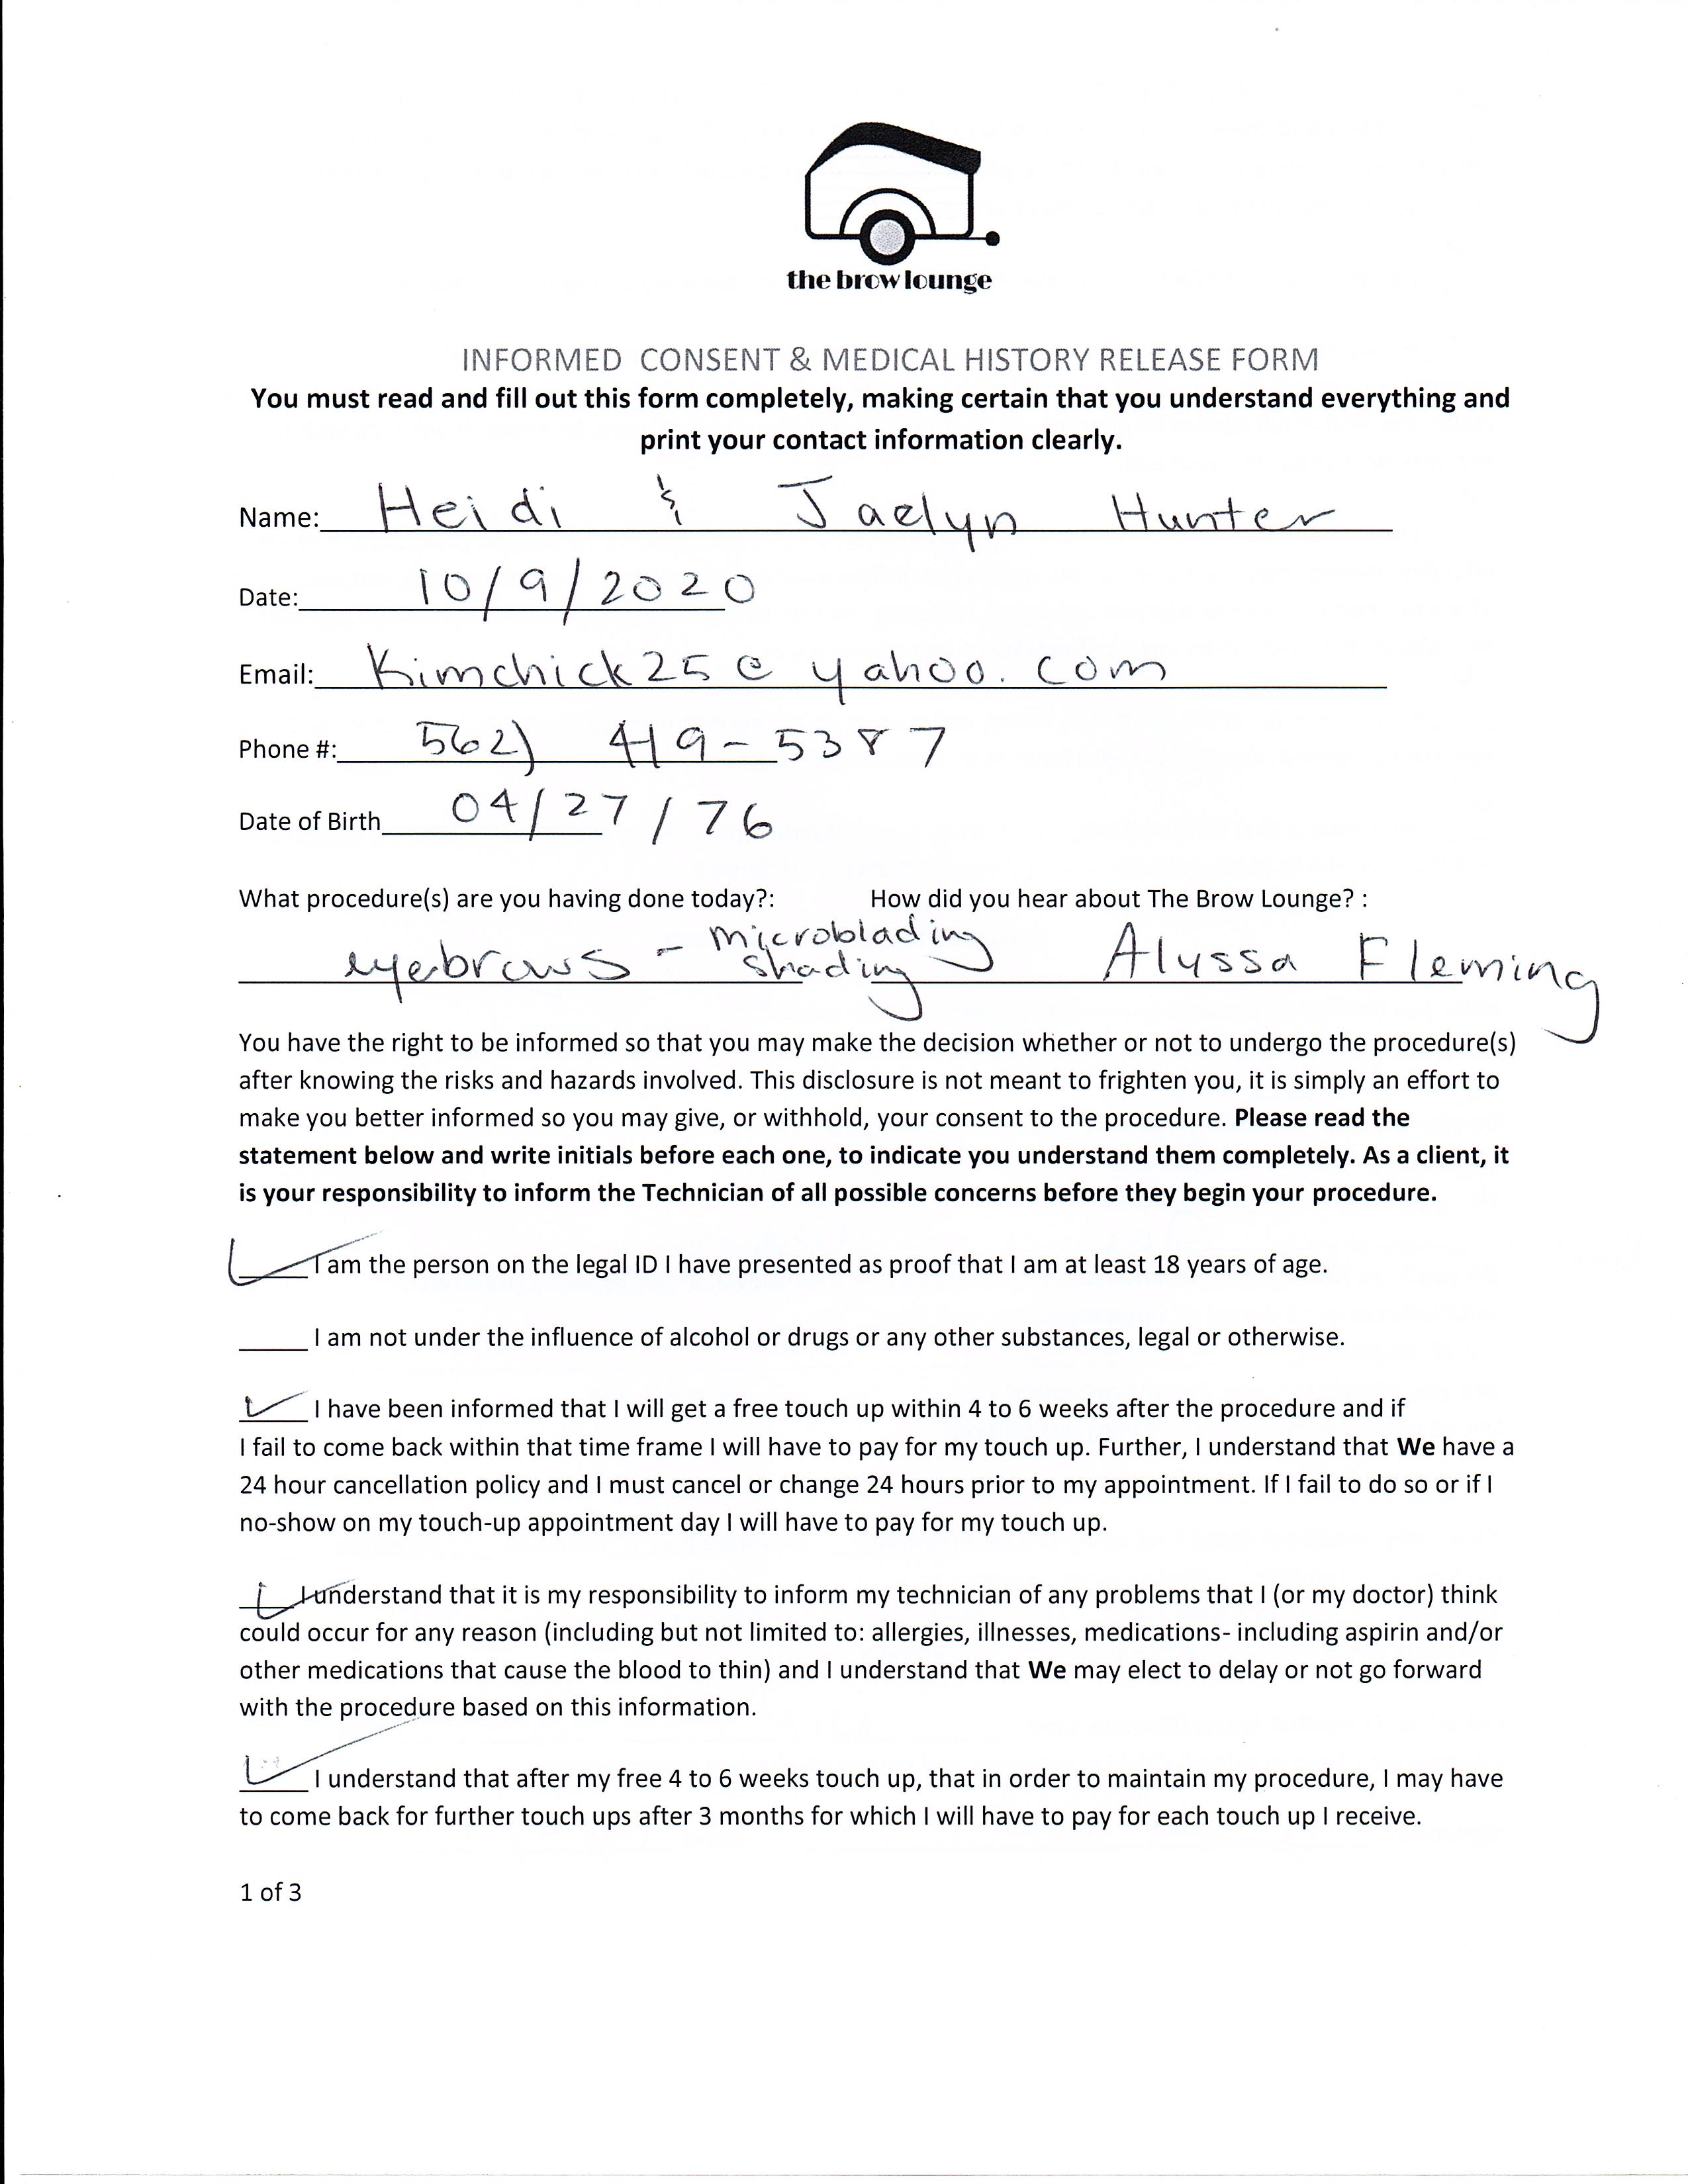 the brow lounge
INFORMED CONSENT & MEDICAL HISTORY RELEASE FORM
You must read and fill out this form completely, making certain that you understand everything and
print your contact information clearly.
Name: Heidi & Jaelyn Hunter
Date: 10/9/2020
Email: Kimchick25@yahoo.com
Phone #: 562) 419-5387
Date of Birth 04/27/76
What procedure(s) are you having done today?: How did you hear about The Brow Lounge? :
eyebrows - microblading Alyssa Fleming
shading
You have the right to be informed so that you may make the decision whether or not to undergo the procedure(s)
after knowing the risks and hazards involved. This disclosure is not meant to frighten you, it is simply an effort to
make you better informed so you may give, or withhold, your consent to the procedure. Please read the
statement below and write initials before each one, to indicate you understand them completely. As a client, it
is your responsibility to inform the Technician of all possible concerns before they begin your procedure.
I am the person on the legal ID I have presented as proof that I am at least 18 years of age.
I am not under the influence of alcohol or drugs or any other substances, legal or otherwise.
I have been informed that I will get a free touch up within 4 to 6 weeks after the procedure and if
I fail to come back within that time frame I will have to pay for my touch up. Further, I understand that We have a
24 hour cancellation policy and I must cancel or change 24 hours prior to my appointment. If I fail to do so or if I
no-show on my touch-up appointment day I will have to pay for my touch up.
I understand that it is my responsibility to inform my technician of any problems that I (or my doctor) think
could occur for any reason (including but not limited to: allergies, illnesses, medications- including aspirin and/or
other medications that cause the blood to thin) and I understand that We may elect to delay or not go forward
with the procedure based on this information.
I understand that after my free 4 to 6 weeks touch up, that in order to maintain my procedure, I may have
to come back for further touch ups after 3 months for which I will have to pay for each touch up I receive.
1 of 3